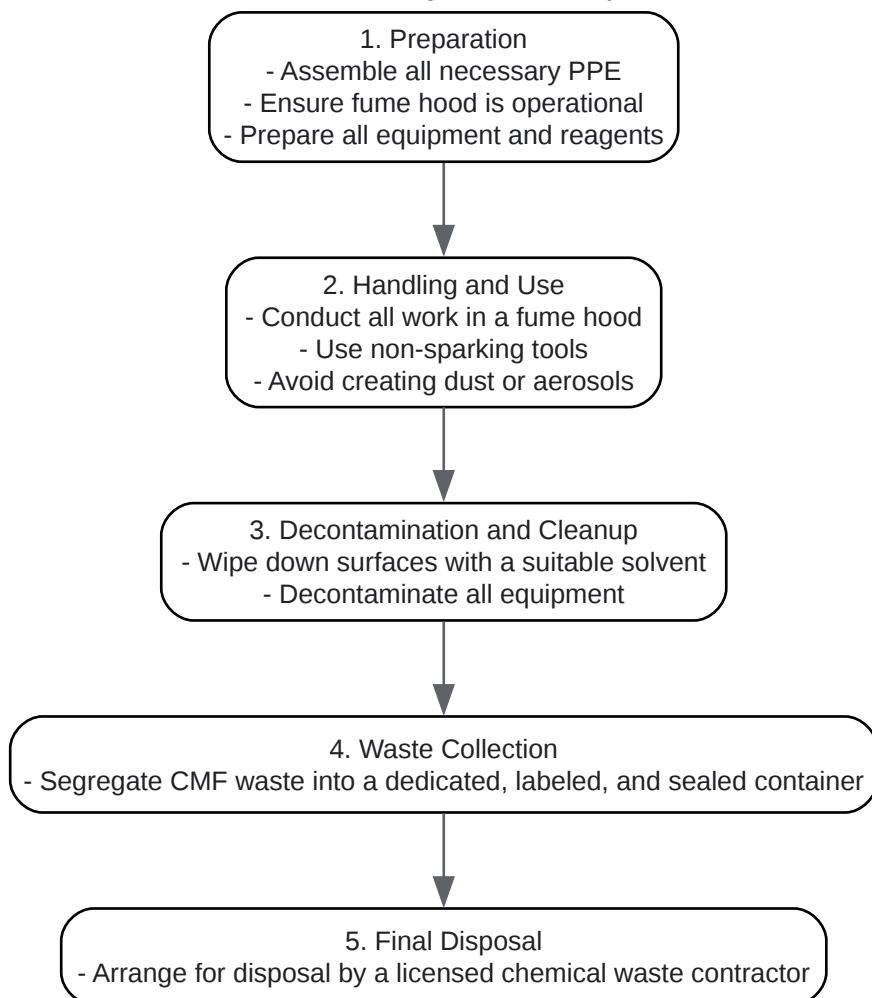 1. Preparation
- Assemble all necessary PPE
- Ensure fume hood is operational
- Prepare all equipment and reagents
2. Handling and Use
- Conduct all work in a fume hood
- Use non-sparking tools
- Avoid creating dust or aerosols
3. Decontamination and Cleanup
- Wipe down surfaces with a suitable solvent
- Decontaminate all equipment
4. Waste Collection
- Segregate CMF waste into a dedicated, labeled, and sealed container
5. Final Disposal
- Arrange for disposal by a licensed chemical waste contractor